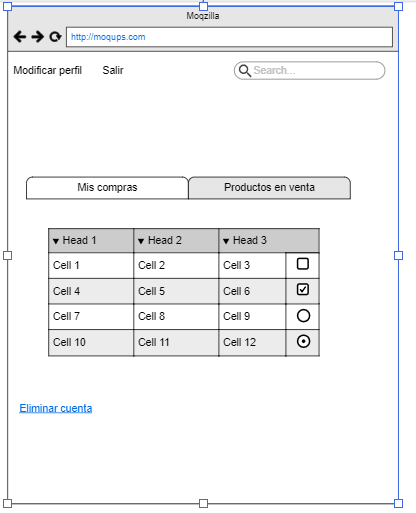 Moqzilla
http://moqups.com
Modificar perfil Salir Search...
Mis compras Productos en venta
Head 1 Head 2 Head 3
Cell 1 Cell 2 Cell 3
Cell 4 Cell 5 Cell 6
Cell 7 Cell 8 Cell 9
Cell 10 Cell 11 Cell 12
Eliminar cuenta